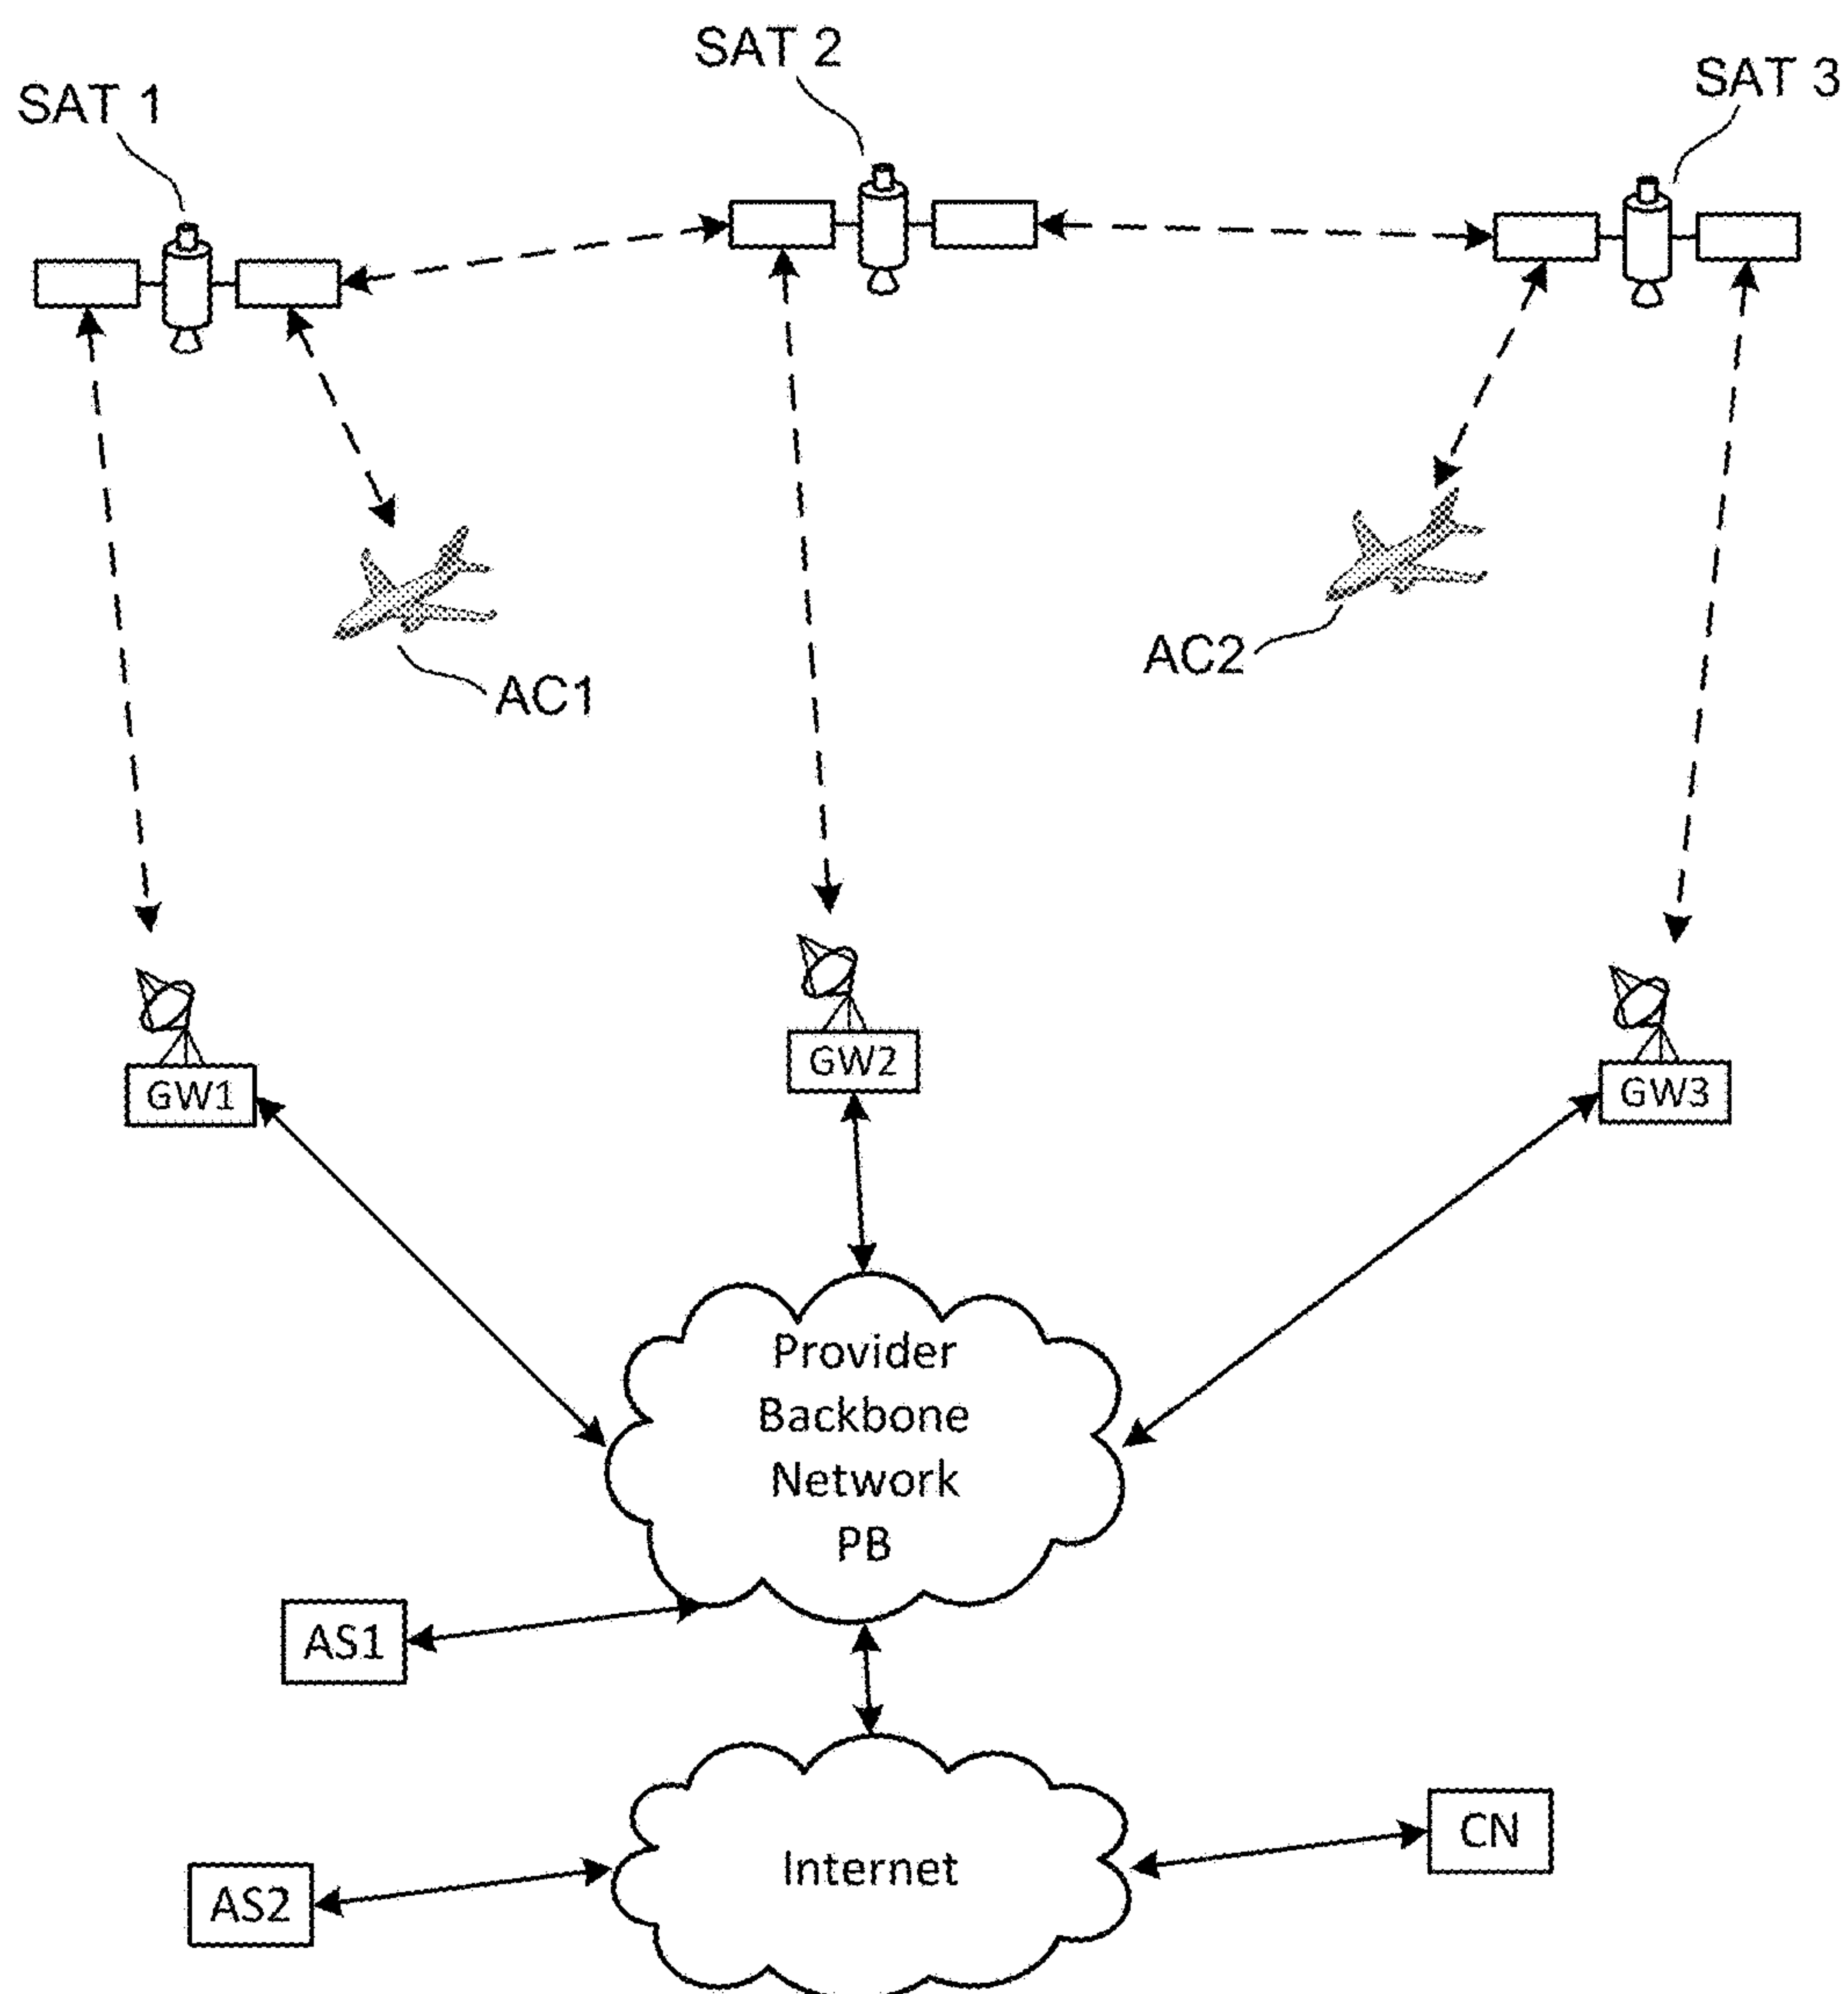 SAT 2
SAT 3
SAT 1
AC2
AC1
GW2
GW1
GW3
Provider
Backbone
Network
PB
AS1
CN
Internet
AS2